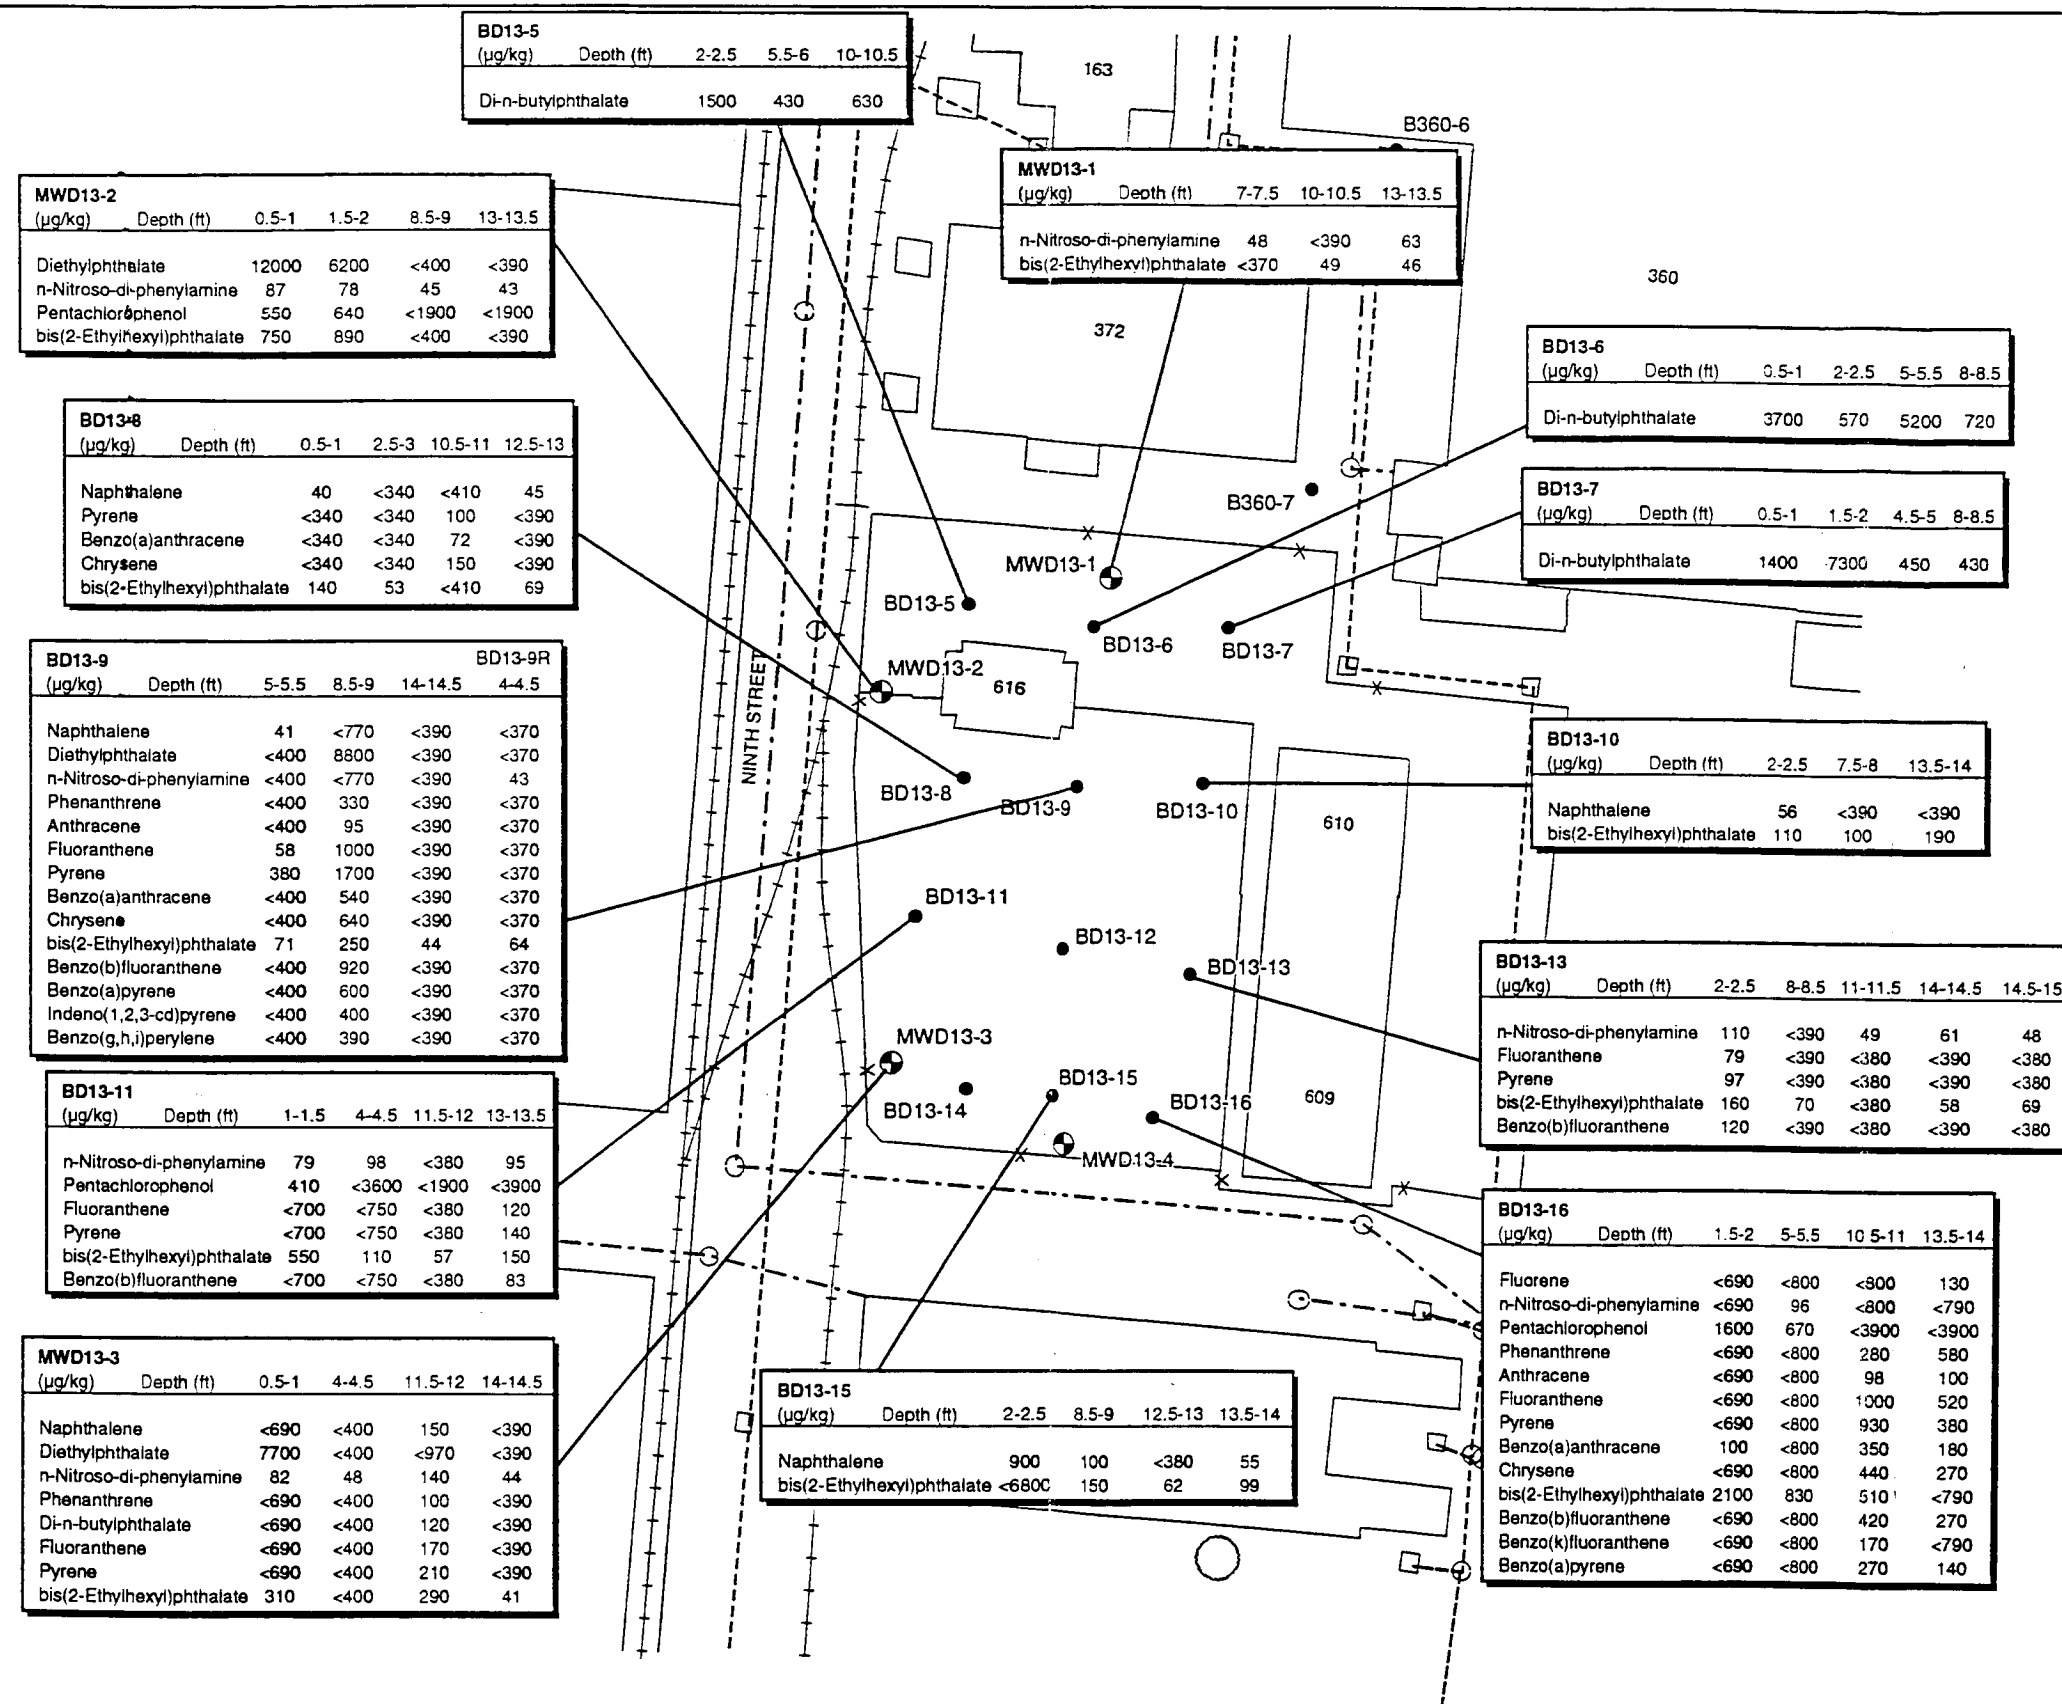 BD13-5
(µg/kg) Depth (ft) 2-2.5 5.5-6 10-10.5
Di-n-butylphthalate 1500 430 630
163
B360-6
MWD13-1
(µg/kg) Depth (ft) 7-7.5 10-10.5 13-13.5
n-Nitroso-di-phenylamine 48 <390 63
bis(2-Ethylhexyl)phthalate <370 49 46
MWD13-2
(µg/kg) Depth (ft) 0.5-1 1.5-2 8.5-9 13-13.5
Diethylphthalate 12000 6200 <400 <390
n-Nitroso-di-phenylamine 87 78 45 43
Pentachlorophenol 550 640 <1900 <1900
bis(2-Ethylhexyl)phthalate 750 890 <400 <390
360
372
BD13-6
(µg/kg) Depth (ft) 0.5-1 2-2.5 5-5.5 8-8.5
Di-n-butylphthalate 3700 570 5200 720
BD13-8
(µg/kg) Depth (ft) 0.5-1 2.5-3 10.5-11 12.5-13
Naphthalene 40 <340 <410 45
Pyrene <340 <340 100 <390
Benzo(a)anthracene <340 <340 72 <390
Chrysene <340 <340 150 <390
bis(2-Ethylhexyl)phthalate 140 53 <410 69
BD13-7
(µg/kg) Depth (ft) 0.5-1 1.5-2 4.5-5 8-8.5
Di-n-butylphthalate 1400 7300 450 430
B360-7
MWD13-1
BD13-5
BD13-6
BD13-7
MWD13-2
616
NINTH STREET
BD13-9 BD13-9R
(µg/kg) Depth (ft) 5-5.5 8.5-9 14-14.5 4-4.5
Naphthalene 41 <770 <390 <370
Diethylphthalate <400 8800 <390 <370
n-Nitroso-di-phenylamine <400 <770 <390 43
Phenanthrene <400 330 <390 <370
Anthracene <400 95 <390 <370
Fluoranthene 58 1000 <390 <370
Pyrene 380 1700 <390 <370
Benzo(a)anthracene <400 540 <390 <370
Chrysene <400 640 <390 <370
bis(2-Ethylhexyl)phthalate 71 250 44 64
Benzo(b)fluoranthene <400 920 <390 <370
Benzo(a)pyrene <400 600 <390 <370
Indeno(1,2,3-cd)pyrene <400 400 <390 <370
Benzo(g,h,i)perylene <400 390 <390 <370
BD13-8
BD13-9
BD13-10
610
BD13-10
(µg/kg) Depth (ft) 2-2.5 7.5-8 13.5-14
Naphthalene 56 <390 <390
bis(2-Ethylhexyl)phthalate 110 100 190
BD13-11
BD13-12
BD13-13
BD13-13
(µg/kg) Depth (ft) 2-2.5 8-8.5 11-11.5 14-14.5 14.5-15
n-Nitroso-di-phenylamine 110 <390 49 61 48
Fluoranthene 79 <390 <380 <390 <380
Pyrene 97 <390 <380 <390 <380
bis(2-Ethylhexyl)phthalate 160 70 <380 58 69
Benzo(b)fluoranthene 120 <390 <380 <390 <380
MWD13-3
BD13-14
BD13-15
BD13-16
609
MWD13-4
BD13-11
(µg/kg) Depth (ft) 1-1.5 4-4.5 11.5-12 13-13.5
n-Nitroso-di-phenylamine 79 98 <380 95
Pentachlorophenol 410 <3600 <1900 <3900
Fluoranthene <700 <750 <380 120
Pyrene <700 <750 <380 140
bis(2-Ethylhexyl)phthalate 550 110 57 150
Benzo(b)fluoranthene <700 <750 <380 83
BD13-16
(µg/kg) Depth (ft) 1.5-2 5-5.5 10 5-11 13.5-14
Fluorene <690 <800 <800 130
n-Nitroso-di-phenylamine <690 96 <800 <790
Pentachlorophenol 1600 670 <3900 <3900
Phenanthrene <690 <800 280 580
Anthracene <690 <800 98 100
Fluoranthene <690 <800 1000 520
Pyrene <690 <800 930 380
Benzo(a)anthracene 100 <800 350 180
Chrysene <690 <800 440 270
bis(2-Ethylhexyl)phthalate 2100 830 510 <790
Benzo(b)fluoranthene <690 <800 420 270
Benzo(k)fluoranthene <690 <800 170 <790
Benzo(a)pyrene <690 <800 270 140
MWD13-3
(µg/kg) Depth (ft) 0.5-1 4-4.5 11.5-12 14-14.5
Naphthalene <690 <400 150 <390
Diethylphthalate 7700 <400 <970 <390
n-Nitroso-di-phenylamine 82 48 140 44
Phenanthrene <690 <400 100 <390
Di-n-butylphthalate <690 <400 120 <390
Fluoranthene <690 <400 170 <390
Pyrene <690 <400 210 <390
bis(2-Ethylhexyl)phthalate 310 <400 290 41
BD13-15
(µg/kg) Depth (ft) 2-2.5 8.5-9 12.5-13 13.5-14
Naphthalene 900 100 <380 55
bis(2-Ethylhexyl)phthalate <6800 150 62 99